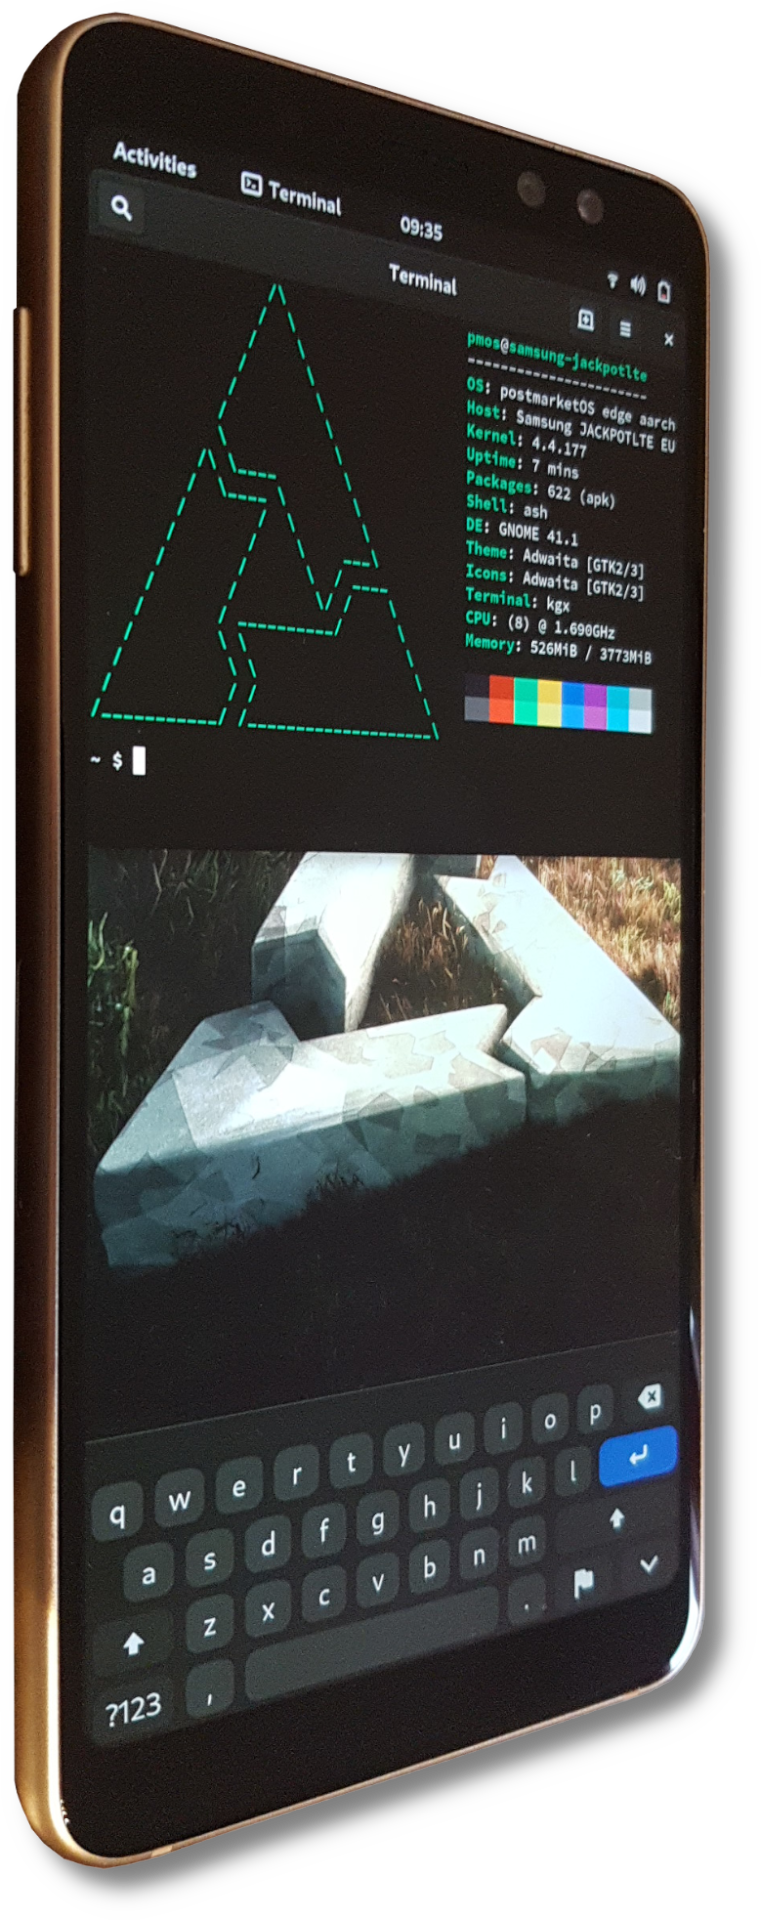 Activities
Terminal
09:35
Terminal
pmos@samsung-jackpotlte
-----------------------
OS: postmarketOS edge aarch
Host: Samsung JACKPOTLTE EU
Kernel: 4.4.177
Uptime: 7 mins
Packages: 622 (apk)
Shell: ash
DE: GNOME 41.1
Theme: Adwaita [GTK2/3]
Icons: Adwaita [GTK2/3]
Terminal: kgx
CPU: (8) @ 1.690GHz
Memory: 526MiB / 3773MiB
~ $
q w e r t y u i o p
a s d f g h j k l
z x c v b n m
?123 , .